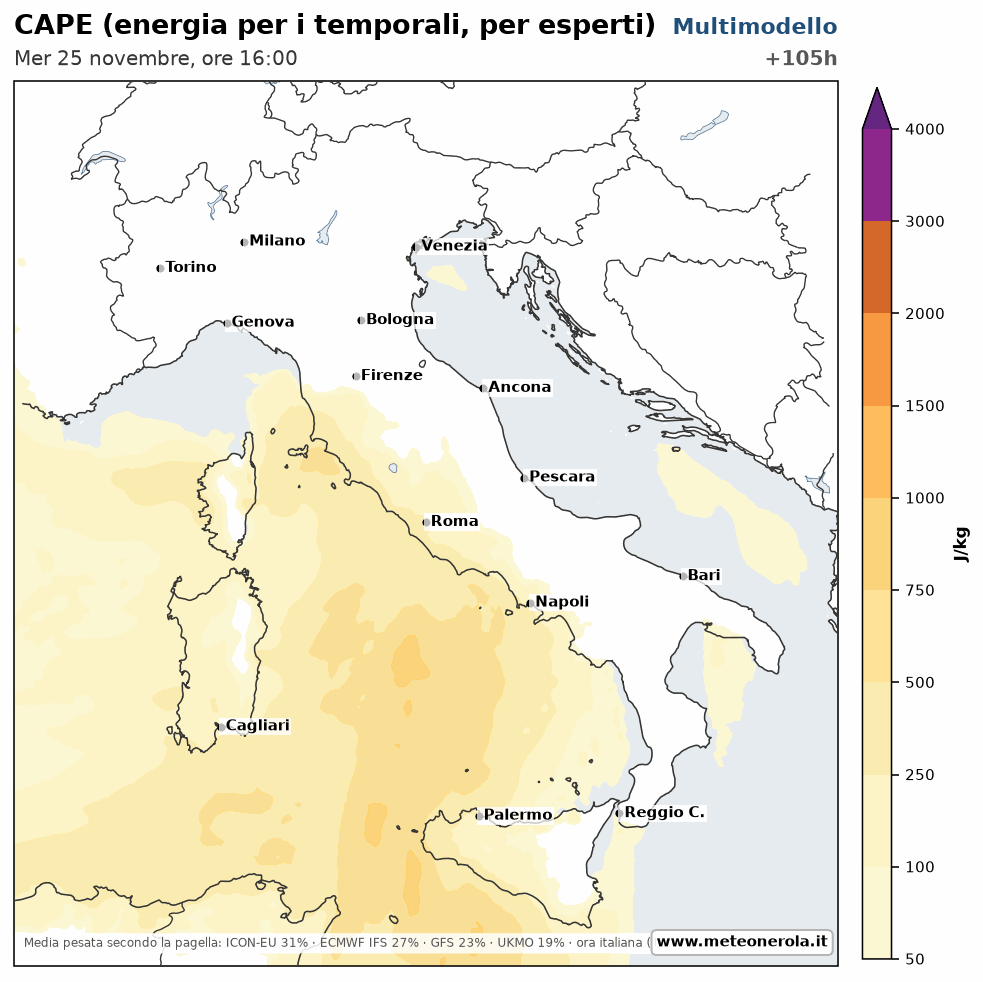 CAPE (energia per i temporali, per esperti) Multimodello
Mer 25 novembre, ore 16:00 +105h
4000
3000
Milano
Venezia
Torino
2000
Genova
Bologna
Firenze
Ancona
1500
Pescara
1000
Roma
J/kg
Bari
750
Napoli
500
Cagliari
250
Palermo
Reggio C.
100
Media pesata secondo la pagella: ICON-EU 31% · ECMWF IFS 27% · GFS 23% · UKMO 19% · ora italiana (
www.meteonerola.it
50